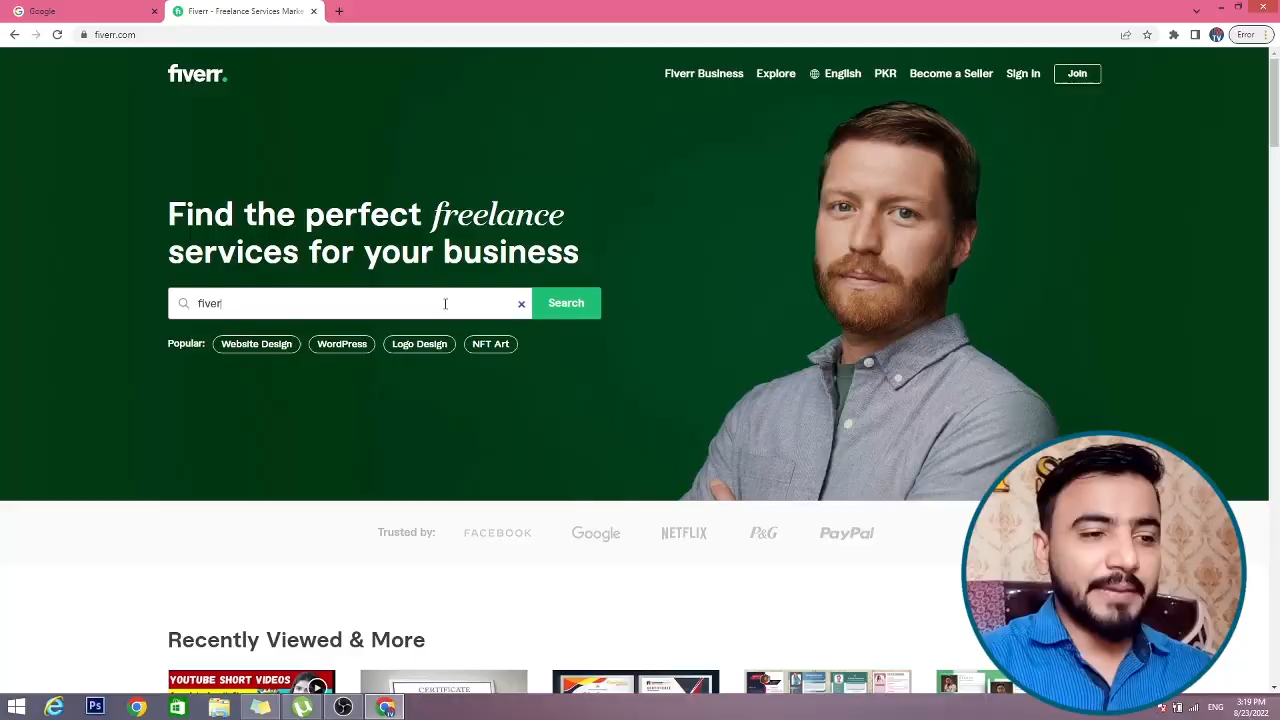 Google
Fiverr - Freelance Services Marke
fiverr.com
Error
fiverr.
Fiverr Business
Explore
English
PKR
Become a Seller
Sign In
Join
Find the perfect freelance
services for your business
fiver
Search
Popular:
Website Design
WordPress
Logo Design
NFT Art
Trusted by:
FACEBOOK
Google
NETFLIX
P&G
PayPal
Recently Viewed & More
YOUTUBE SHORT VIDEOS
CERTIFICATE
ENG
3:19 PM
8/23/2022